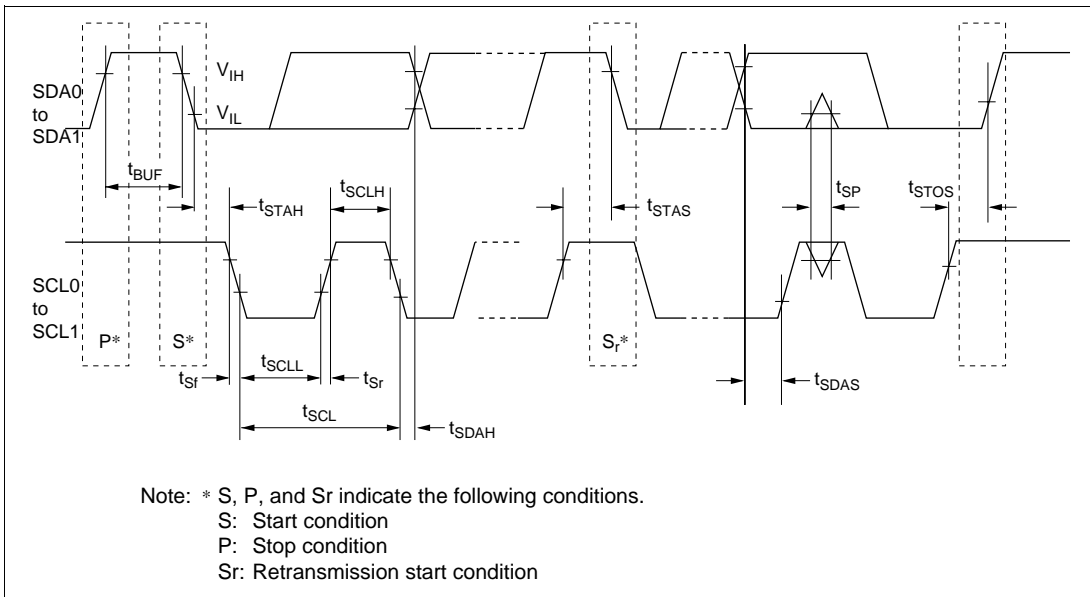 SDA0
to
SDA1
V_IH
V_IL
t_BUF
t_STAH
t_SCLH
t_STAS
t_SP
t_STOS
SCL0
to
SCL1
P*
S*
S_r*
t_Sf
t_SCLL
t_Sr
t_SCL
t_SDAH
t_SDAS
Note: * S, P, and Sr indicate the following conditions.
S: Start condition
P: Stop condition
Sr: Retransmission start condition